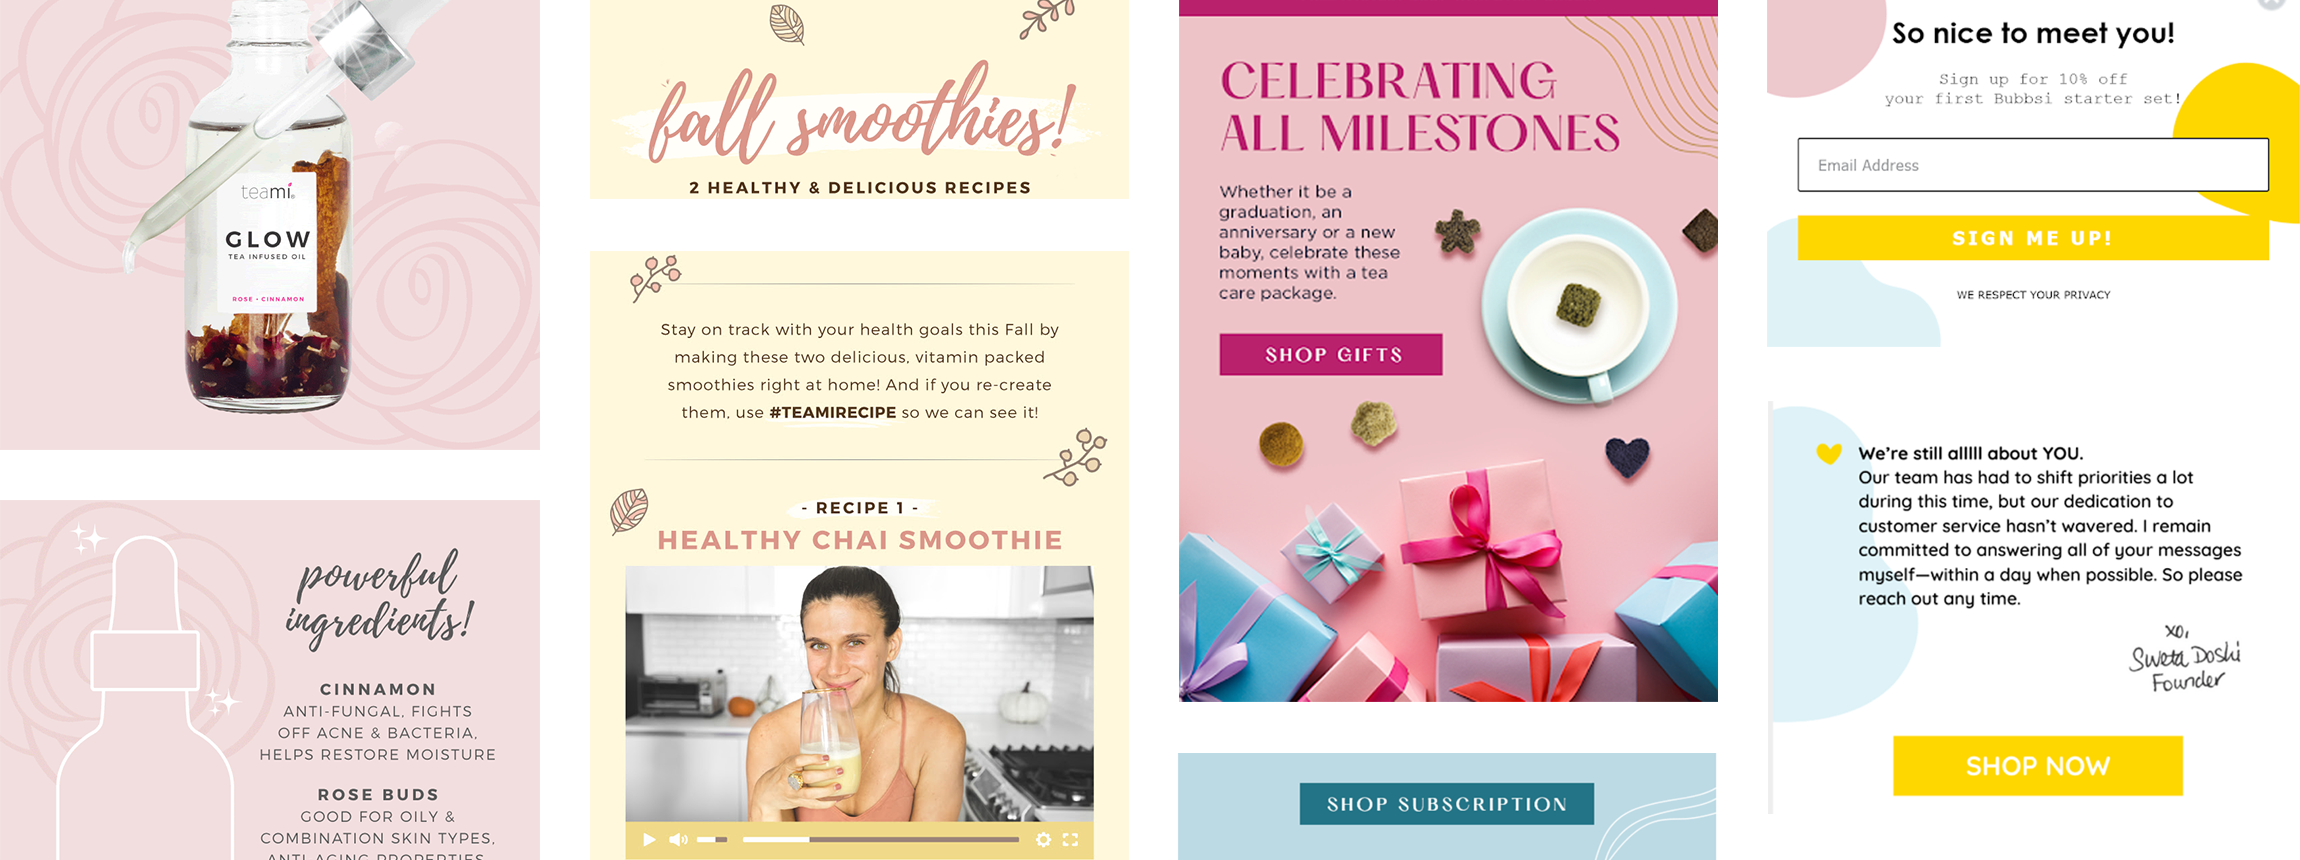 teami
GLOW
TEA INFUSED OIL
ROSE + CINNAMON
powerful
ingredients!
CINNAMON
ANTI-FUNGAL, FIGHTS
OFF ACNE & BACTERIA,
HELPS RESTORE MOISTURE
ROSE BUDS
GOOD FOR OILY &
COMBINATION SKIN TYPES,
ANTI-AGING PROPERTIES
fall smoothies!
2 HEALTHY & DELICIOUS RECIPES
Stay on track with your health goals this Fall by
making these two delicious, vitamin packed
smoothies right at home! And if you re-create
them, use #TEAMIRECIPE so we can see it!
- RECIPE 1 -
HEALTHY CHAI SMOOTHIE
CELEBRATING
ALL MILESTONES
Whether it be a
graduation, an
anniversary or a new
baby, celebrate these
moments with a tea
care package.
SHOP GIFTS
SHOP SUBSCRIPTION
So nice to meet you!
Sign up for 10% off
your first Bubbsi starter set!
Email Address
SIGN ME UP!
WE RESPECT YOUR PRIVACY
We're still alllll about YOU.
Our team has had to shift priorities a lot
during this time, but our dedication to
customer service hasn't wavered. I remain
committed to answering all of your messages
myself—within a day when possible. So please
reach out any time.
xo,
Sweta Doshi
Founder
SHOP NOW